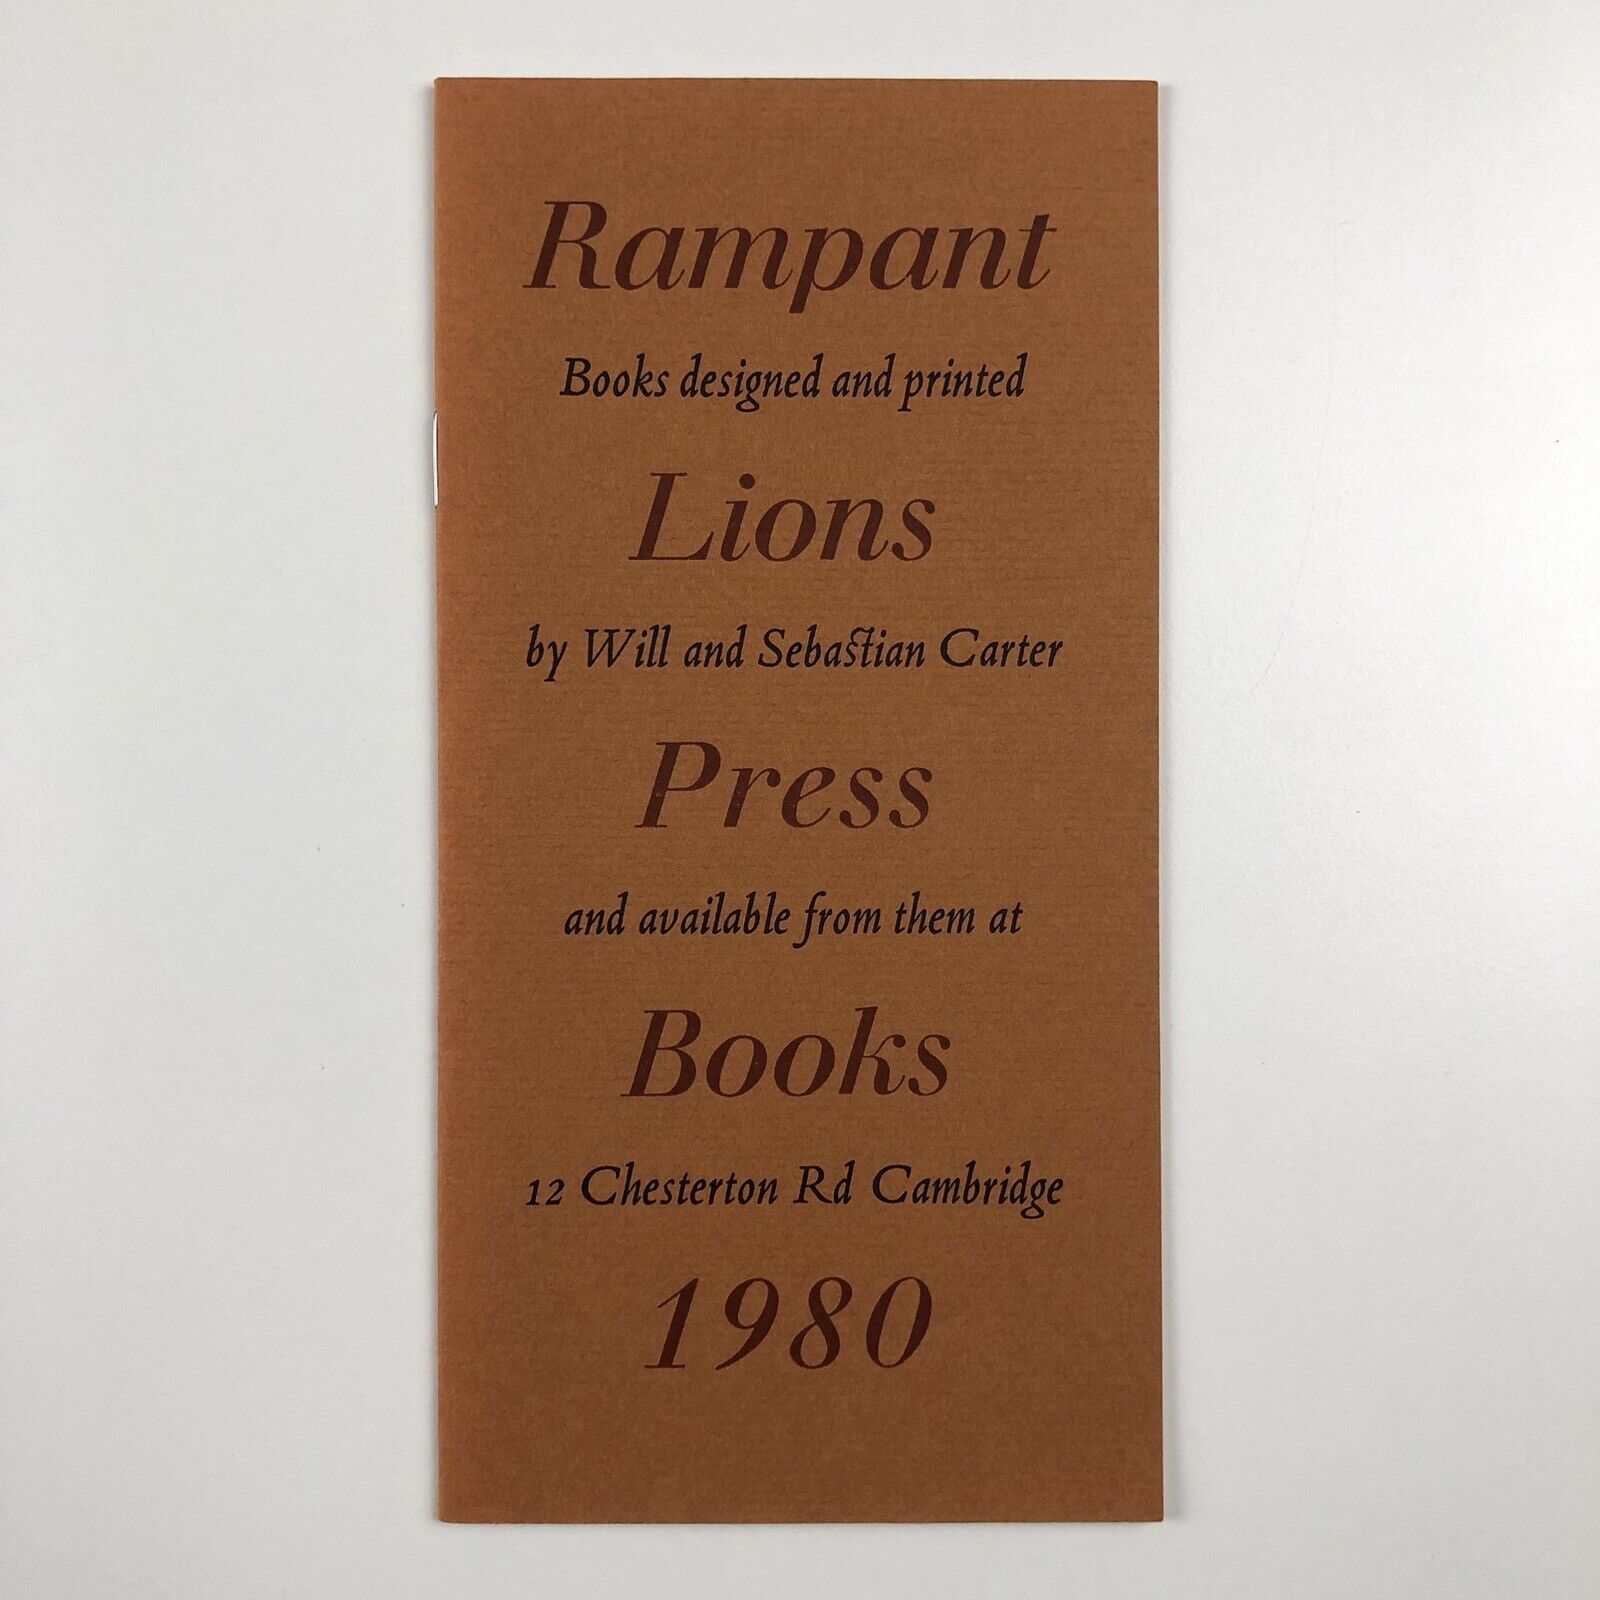 Rampant
Books designed and printed
Lions
by Will and Sebastian Carter
Press
and available from them at
Books
12 Chesterton Rd Cambridge
1980